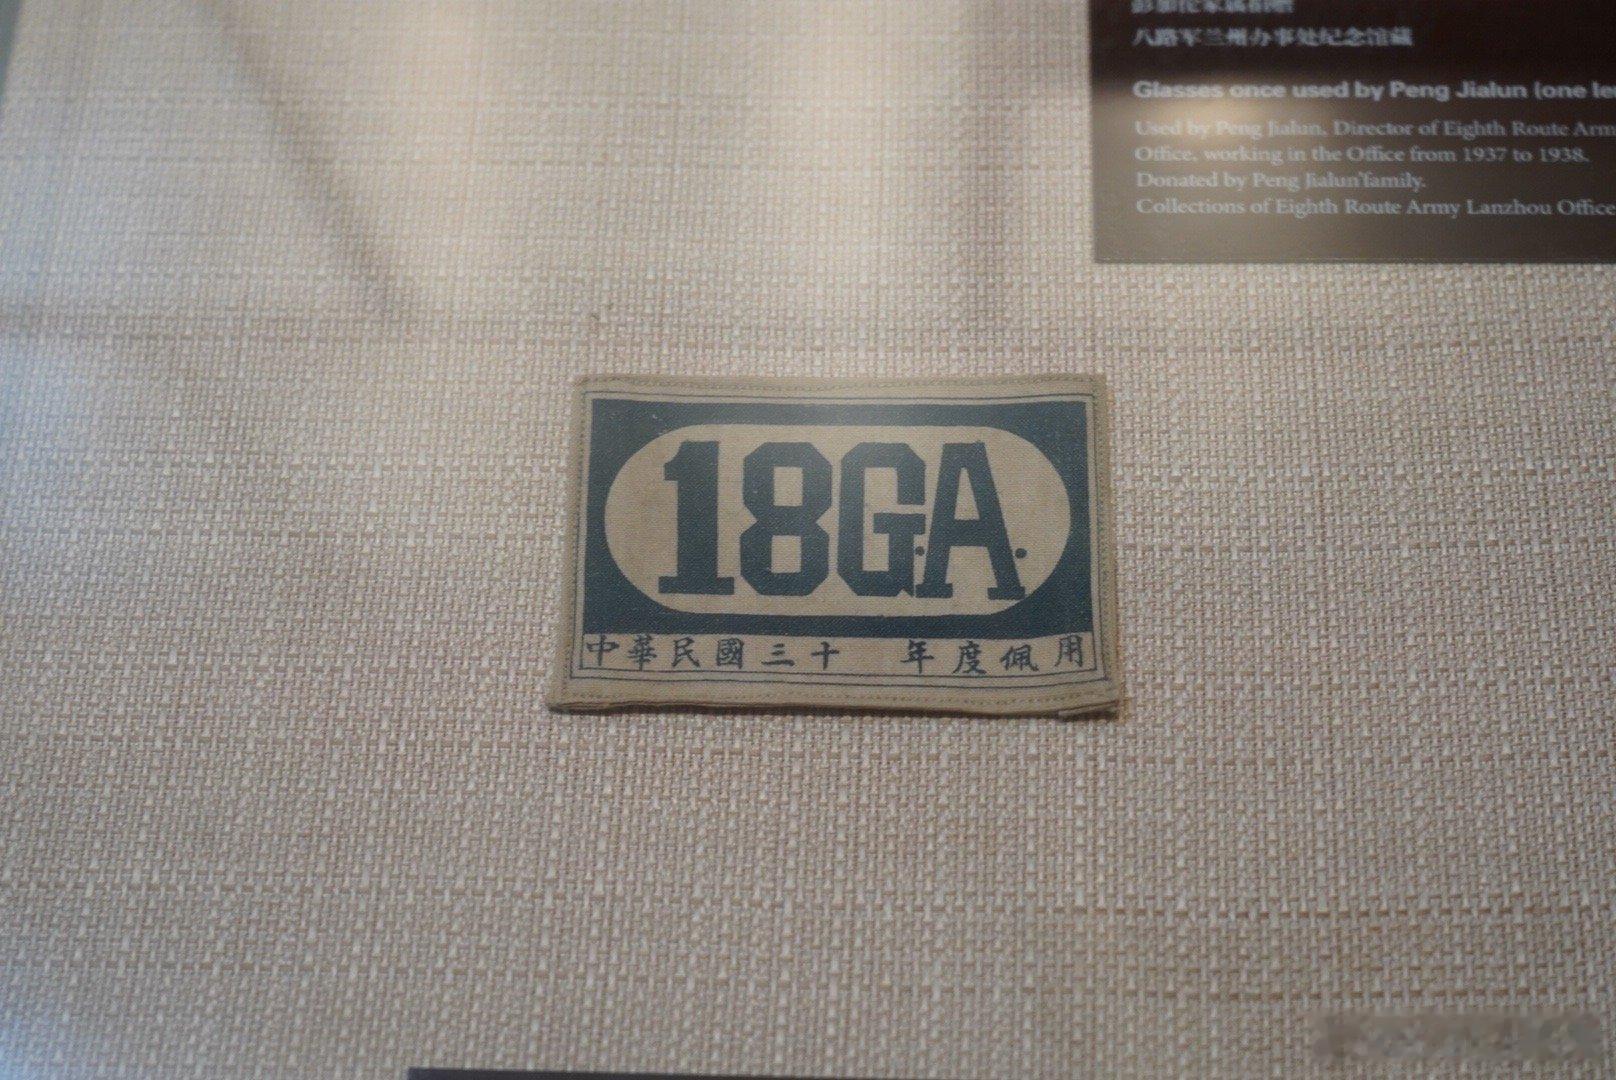 八路军兰州办事处纪念馆藏
Glasses once used by Peng Jialun (one le
Used by Peng Jialun, Director of Eighth Route Arm
Office, working in the Office from 1937 to 1938.
Donated by Peng Jialun'family.
Collections of Eighth Route Army Lanzhou Office
18G.A.
中華民國三十 年度佩用